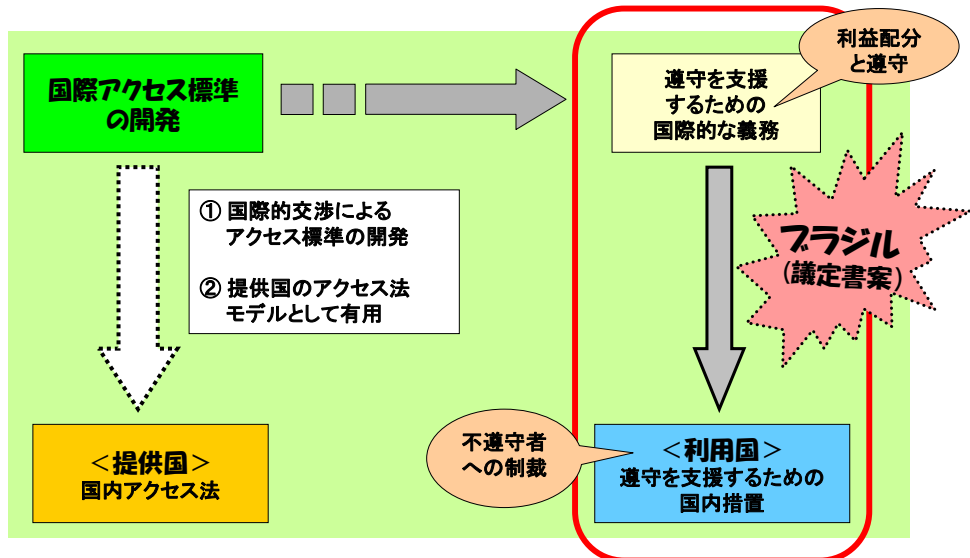 国際アクセス標準
の開発
遵守を支援
するための
国際的な義務
利益配分
と遵守
① 国際的交渉による
アクセス標準の開発
② 提供国のアクセス法
モデルとして有用
ブラジル
(議定書案)
<提供国>
国内アクセス法
不遵守者
への制裁
<利用国>
遵守を支援するための
国内措置